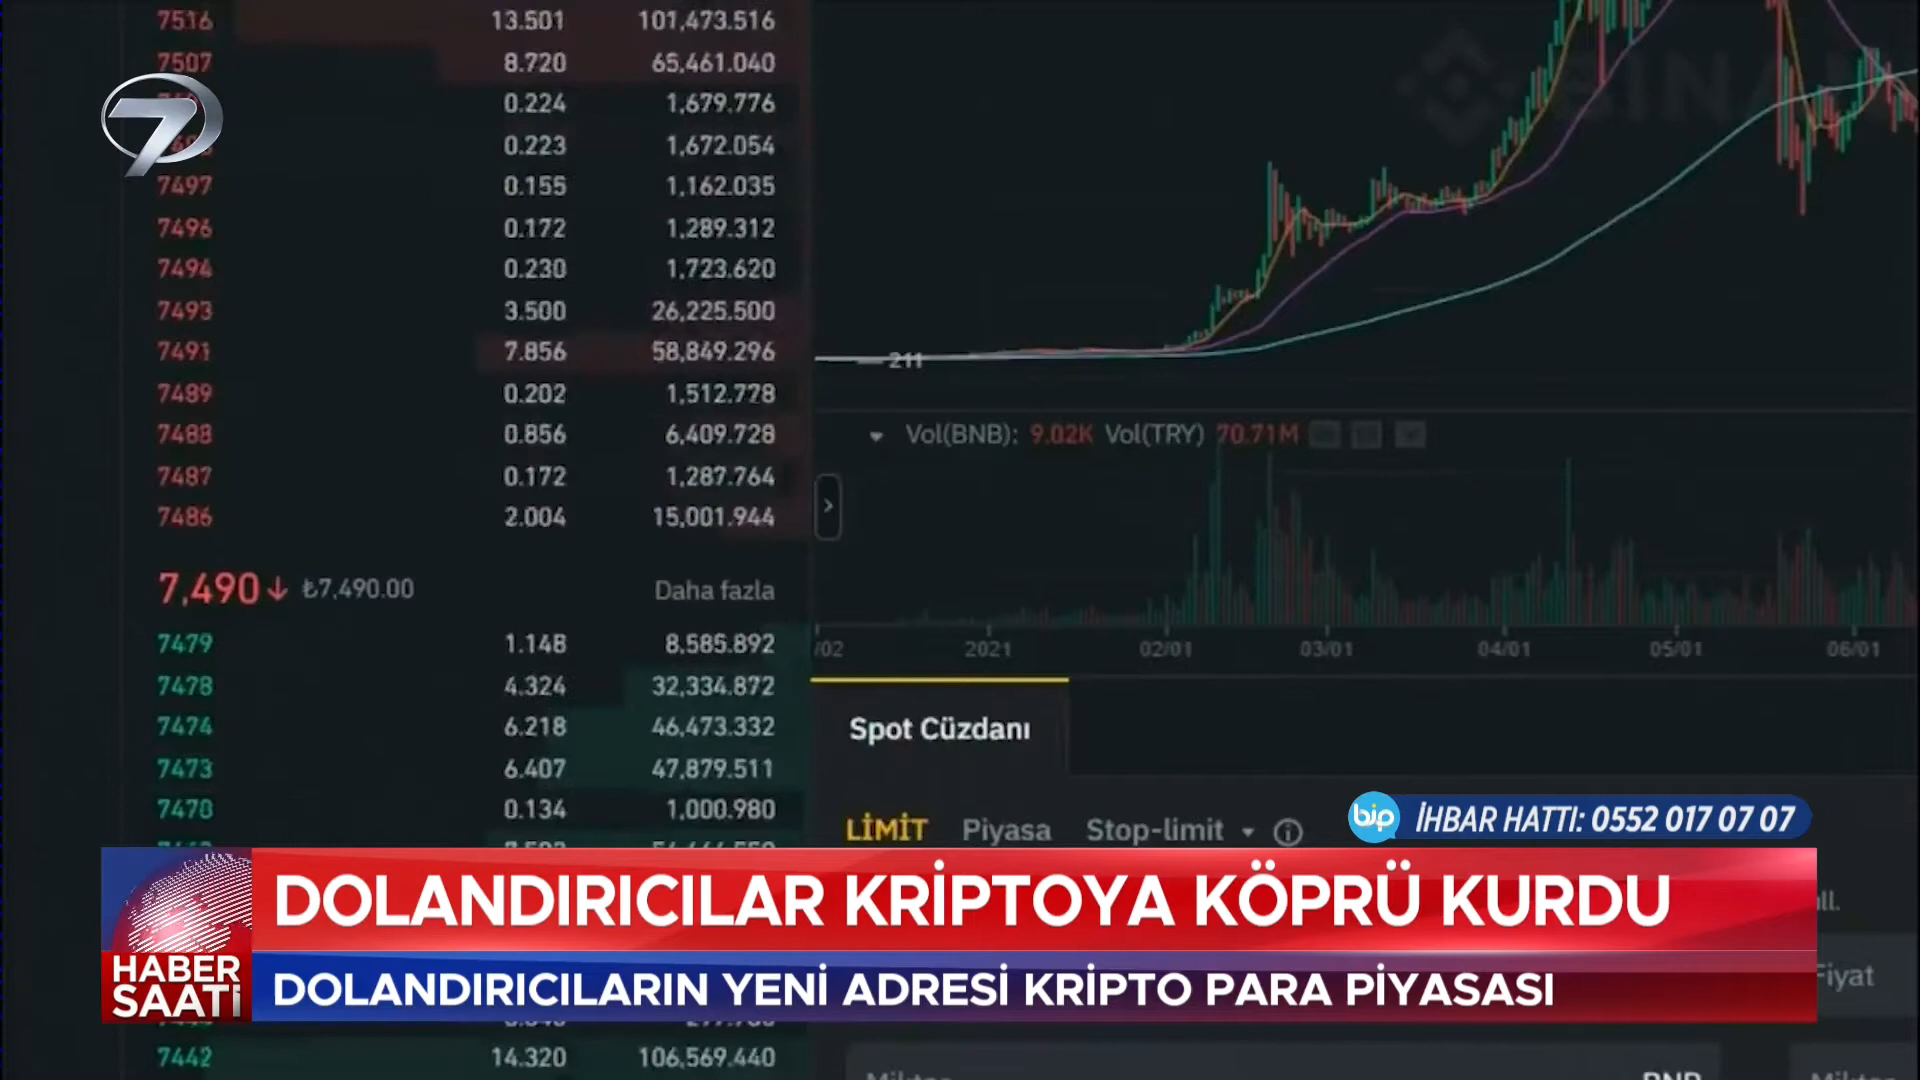 7516 13.501 101,473.516
7507 8.720 65,461.040
0.224 1,679.776
0.223 1,672.054
7
7497 0.155 1,162.035
7496 0.172 1,289.312
7494 0.230 1,723.620
7493 3.500 26,225.500
7491 7.856 58,849.296
7489 0.202 1,512.778
7488 0.856 6,409.728
7487 0.172 1,287.764
7486 2.004 15,001.944
7,490↓ ₺7,490.00 Daha fazla
7479 1.148 8,585.892
7478 4.324 32,334.872
7474 6.218 46,473.332
7473 6.407 47,879.511
7470 0.134 1,000.980
211
Vol(BNB): 9.02K Vol(TRY) 70.71M
/02 2021 02/01 03/01 04/01 05/01 06/01
Spot Cüzdanı
LİMİT Piyasa Stop-limit
bip İHBAR HATTI: 0552 017 07 07
DOLANDIRICILAR KRİPTOYA KÖPRÜ KURDU
HABER SAATİ
DOLANDIRICILARIN YENİ ADRESİ KRİPTO PARA PİYASASI
Fiyat
7442 14.320 106,569.440
BNB